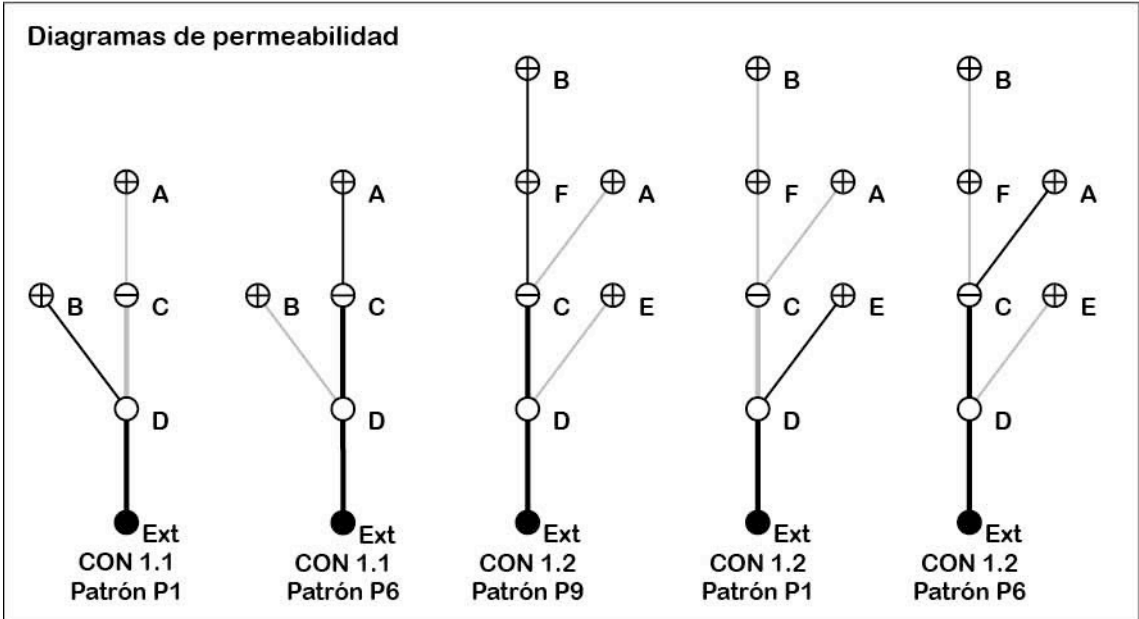 Diagramas de permeabilidad
B B B
A A F A F A F A
B C B C C E C E C E
D D D D D
Ext Ext Ext Ext Ext
CON 1.1 CON 1.1 CON 1.2 CON 1.2 CON 1.2
Patrón P1 Patrón P6 Patrón P9 Patrón P1 Patrón P6